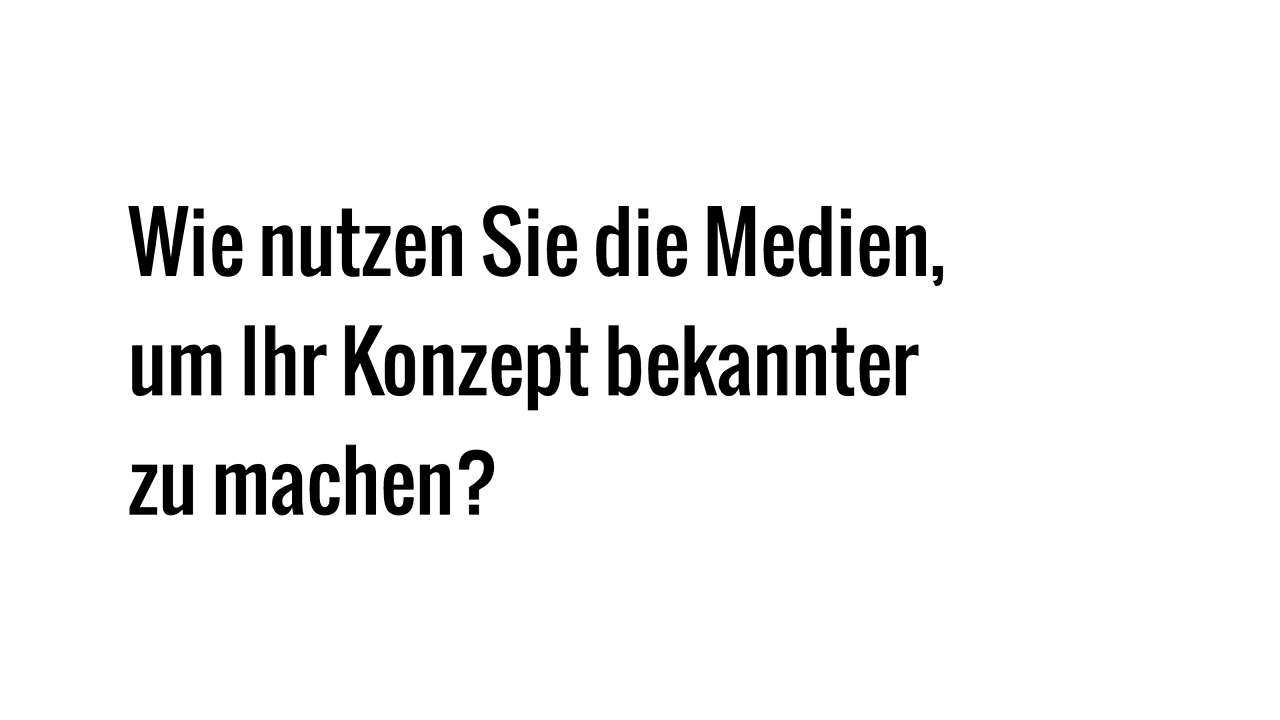 Wie nutzen Sie die Medien,
um Ihr Konzept bekannter
zu machen?